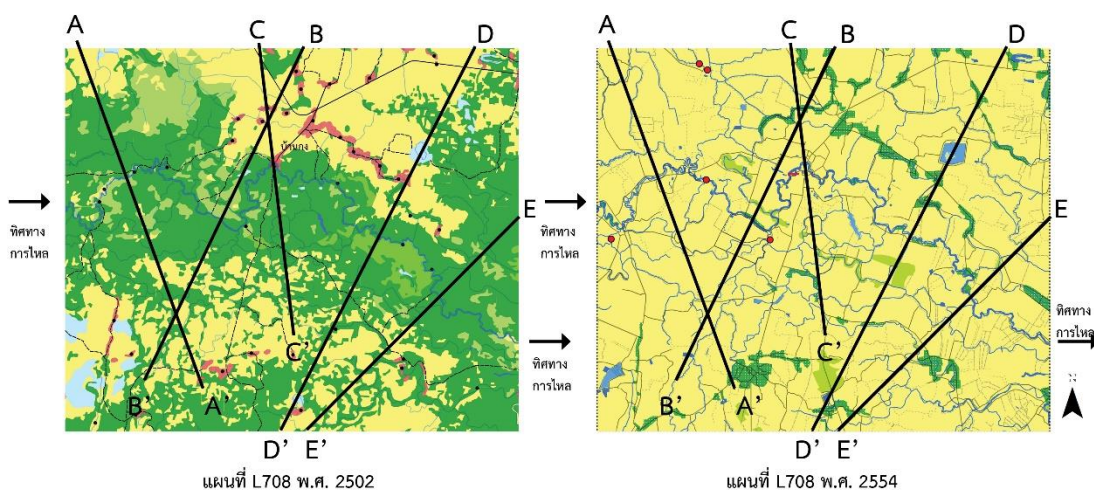 A
C
B
D
A
C
B
D
บ้านกง
E
E
ทิศทาง
การไหล
ทิศทาง
การไหล
ทิศทาง
การไหล
ทิศทาง
การไหล
C'
B'
A'
C'
B'
A'
N
D'
E'
D'
E'
แผนที่ L708 พ.ศ. 2502
แผนที่ L708 พ.ศ. 2554